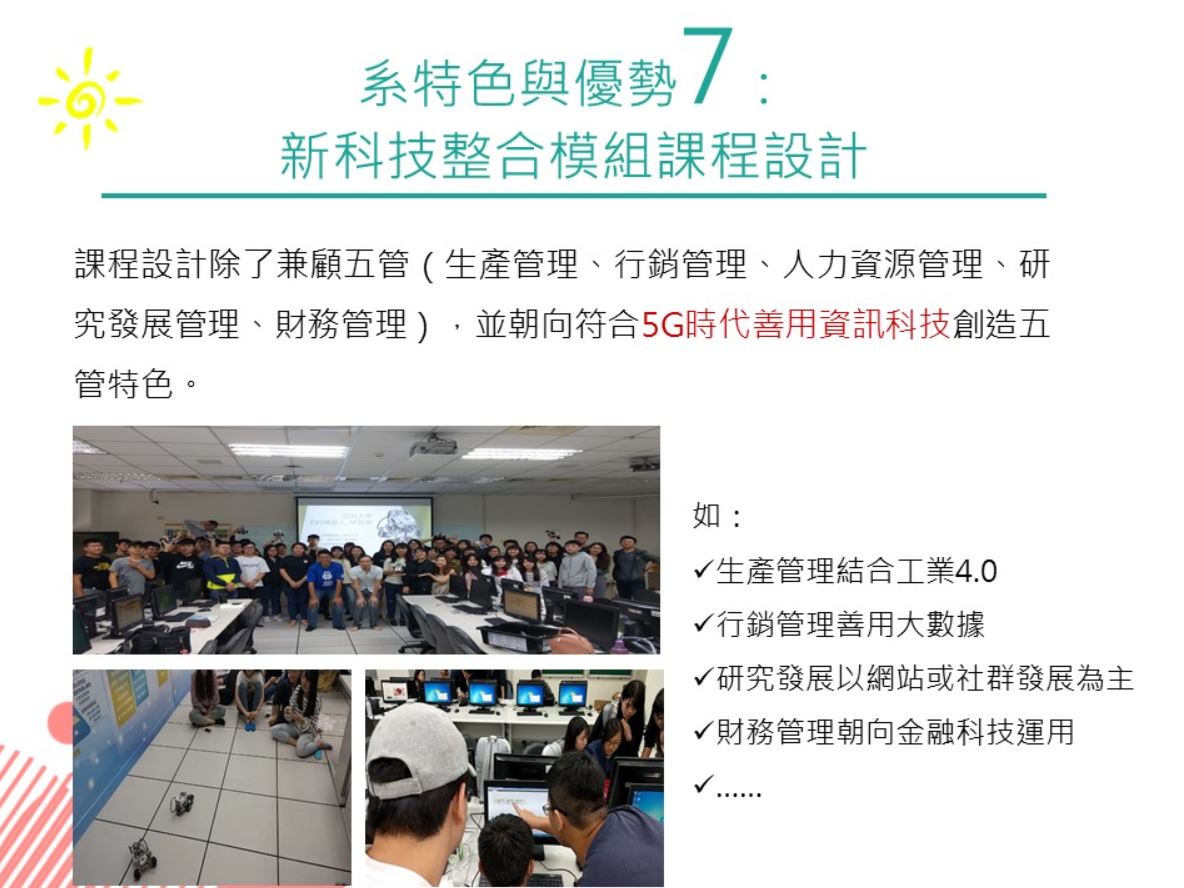 系特色與優勢7：
新科技整合模組課程設計
課程設計除了兼顧五管（生產管理、行銷管理、人力資源管理、研
究發展管理、財務管理），並朝向符合5G時代善用資訊科技創造五
管特色。
如：
✓生產管理結合工業4.0
✓行銷管理善用大數據
✓研究發展以網站或社群發展為主
✓財務管理朝向金融科技運用
✓......